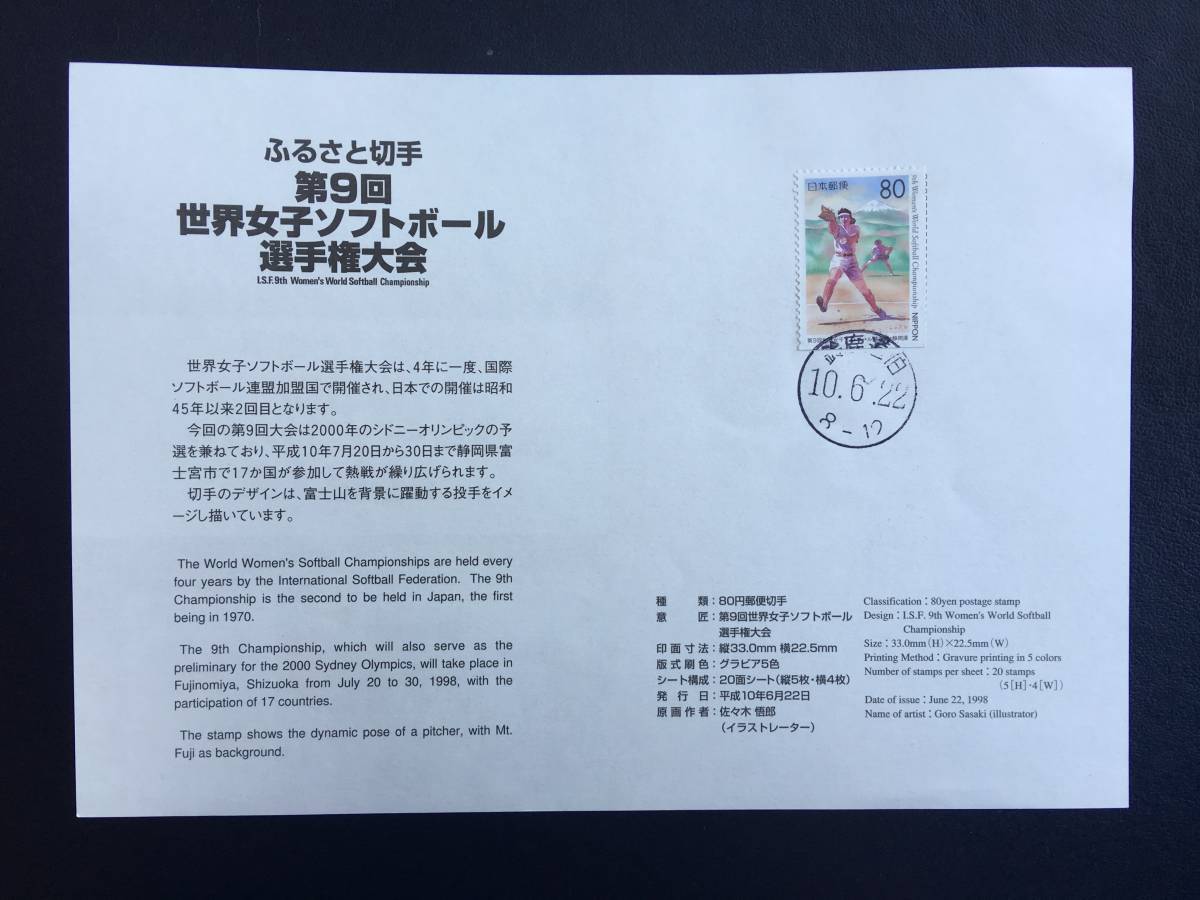 ふるさと切手
第9回
世界女子ソフトボール
選手権大会
I.S.F. 9th Women's World Softball Championship
世界女子ソフトボール選手権大会は、4年に一度、国際
ソフトボール連盟加盟国で開催され、日本での開催は昭和
45年以来2回目となります。
今回の第9回大会は2000年のシドニーオリンピックの予
選を兼ねており、平成10年7月20日から30日まで静岡県富
士宮市で17か国が参加して熱戦が繰り広げられます。
切手のデザインは、富士山を背景に躍動する投手をイメ
ージし描いています。
The World Women's Softball Championships are held every
four years by the International Softball Federation. The 9th
Championship is the second to be held in Japan, the first
being in 1970.
The 9th Championship, which will also serve as the
preliminary for the 2000 Sydney Olympics, will take place in
Fujinomiya, Shizuoka from July 20 to 30, 1998, with the
participation of 17 countries.
The stamp shows the dynamic pose of a pitcher, with Mt.
Fuji as background.
日本郵便 80
9th Women's World Softball Championship NIPPON
10.6.22
8-12
種類：80円郵便切手
意匠：第9回世界女子ソフトボール
選手権大会
印面寸法：縦33.0mm 横22.5mm
版式刷色：グラビア5色
シート構成：20面シート(縦5枚・横4枚)
発行日：平成10年6月22日
原画作者：佐々木 悟郎
(イラストレーター)
Classification：80yen postage stamp
Design：I.S.F. 9th Women's World Softball
Championship
Size：33.0mm(H)×22.5mm(W)
Printing Method：Gravure printing in 5 colors
Number of stamps per sheet：20 stamps
(5[H]・4[W])
Date of issue：June 22, 1998
Name of artist：Goro Sasaki (illustrator)